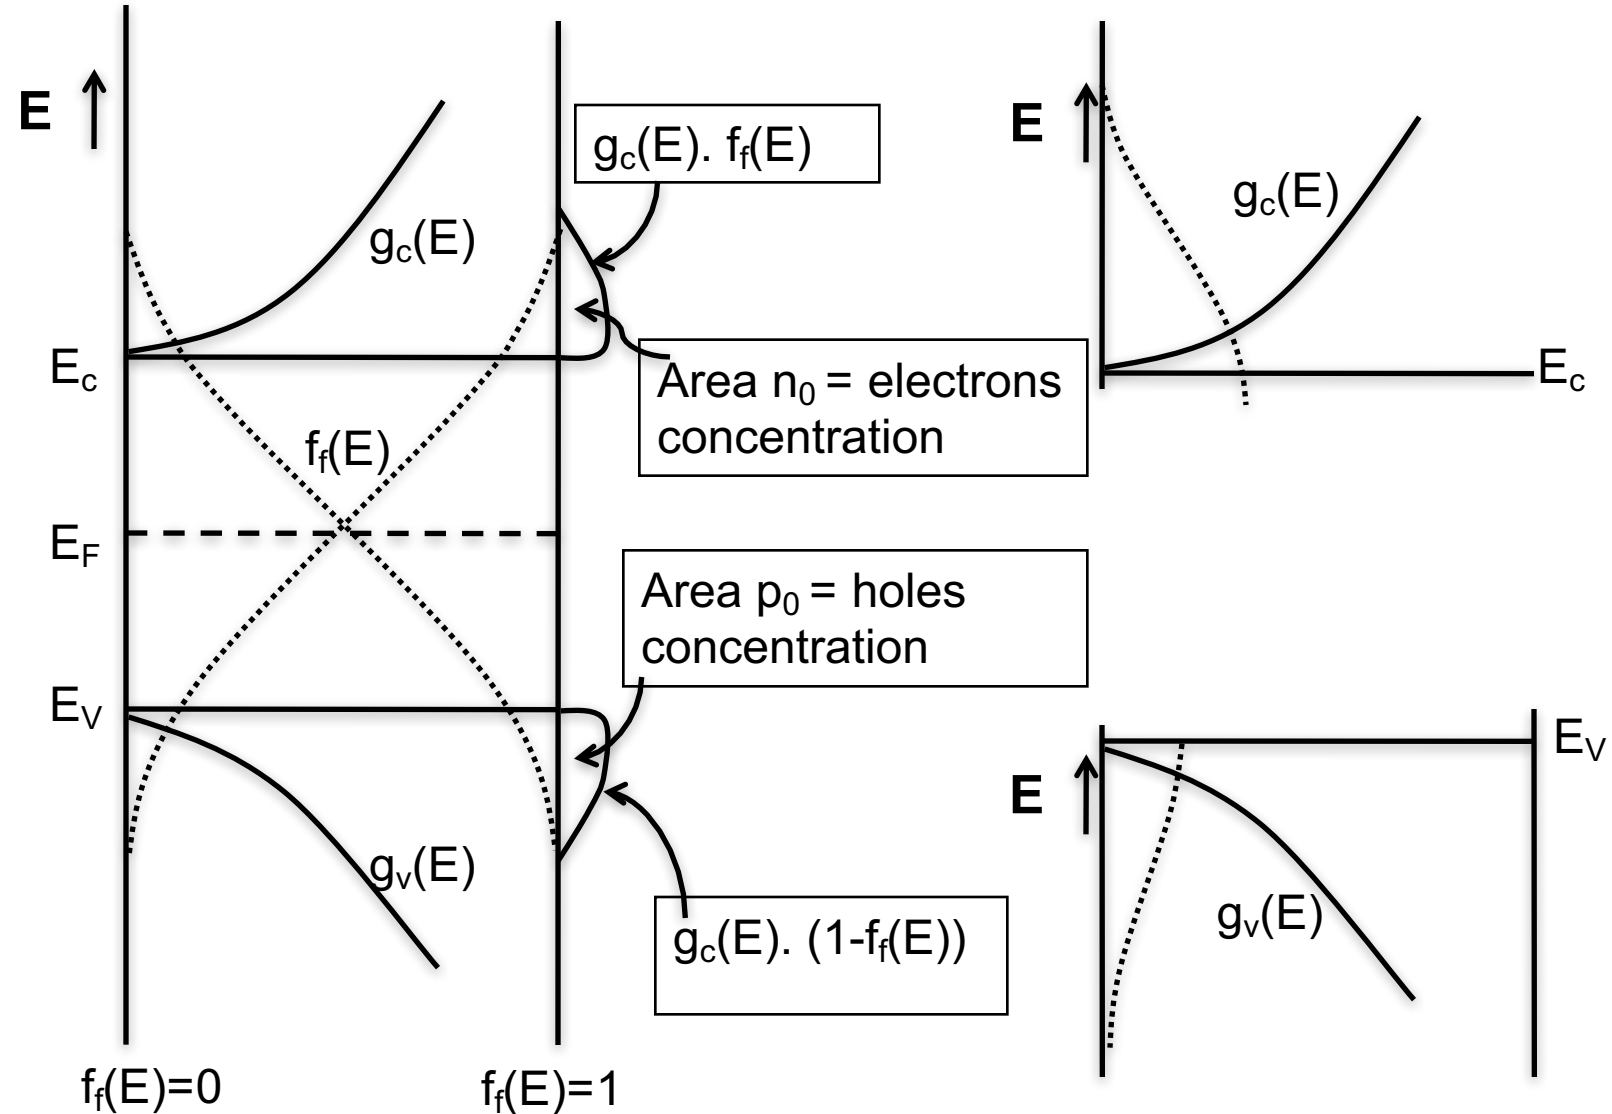 E
g_c(E). f_f(E)
g_c(E)
E_c
Area n_0 = electrons
concentration
f_f(E)
E_F
Area p_0 = holes
concentration
E_V
g_v(E)
g_c(E). (1-f_f(E))
f_f(E)=0
f_f(E)=1
E
g_c(E)
E_c
E_V
E
g_v(E)